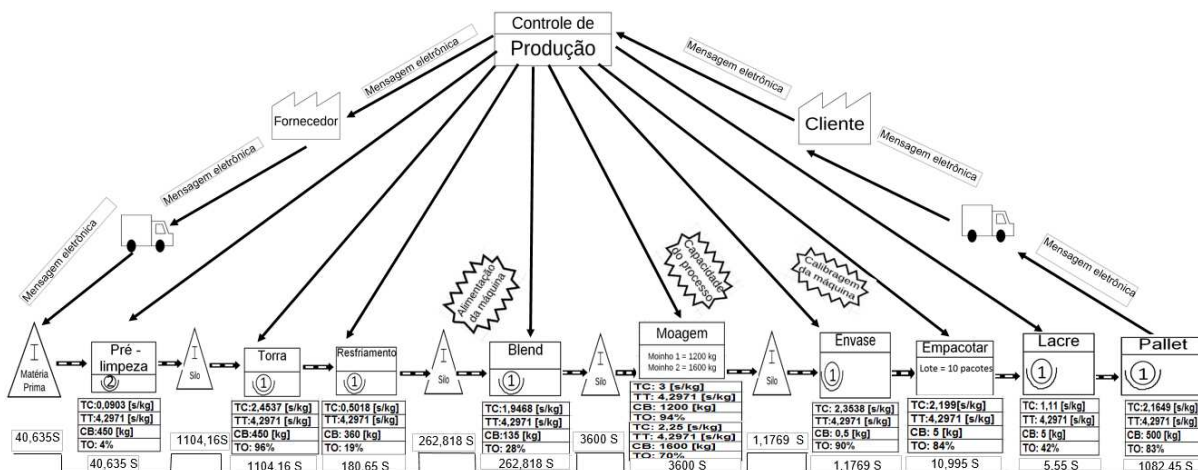 Controle de
Produção
Mensagem eletrônica
Mensagem eletrônica
Fornecedor
Cliente
Mensagem eletrônica
Mensagem eletrônica
Mensagem eletrônica
Mensagem eletrônica
Alimentação
da máquina
Capacidade
do processo
Calibragem
da máquina
I
Matéria
Prima
Pré -
limpeza
2
I
Silo
Torra
1
Resfriamento
1
I
Silo
Blend
1
I
Silo
Moagem
Moinho 1 = 1200 kg
Moinho 2 = 1600 kg
I
Silo
Envase
1
Empacotar
Lote = 10 pacotes
Lacre
1
Pallet
1
TC:0,0903 [s/kg]
TT:4,2971 [s/kg]
CB:450 [kg]
TO: 4%
TC:2,4537 [s/kg]
TT:4,2971 [s/kg]
CB:450 [kg]
TO: 96%
TC:0,5018 [s/kg]
TT:4,2971 [s/kg]
CB: 360 [kg]
TO: 19%
TC:1,9468 [s/kg]
TT:4,2971 [s/kg]
CB:135 [kg]
TO: 28%
TC: 3 [s/kg]
TT: 4,2971 [s/kg]
CB: 1200 [kg]
TO: 94%
TC: 2,25 [s/kg]
TT: 4,2971 [s/kg]
CB: 1600 [kg]
TO: 70%
TC: 2,3538 [s/kg]
TT:4,2971 [s/kg]
CB: 0,5 [kg]
TO: 90%
TC:2,199[s/kg]
TT:4,2971 [s/kg]
CB: 5 [kg]
TO: 84%
TC: 1,11 [s/kg]
TT: 4,2971 [s/kg]
CB:5 [kg]
TO: 42%
TC:2,1649 [s/kg]
TT:4,2971 [s/kg]
CB: 500 [kg]
TO: 83%
40,635S
1104,16S
262,818 S
3600 S
1,1769 S
40,635 S
1104,16 S
180,65 S
262,818 S
3600 S
1,1769 S
10,995 S
5,55 S
1082,45 S